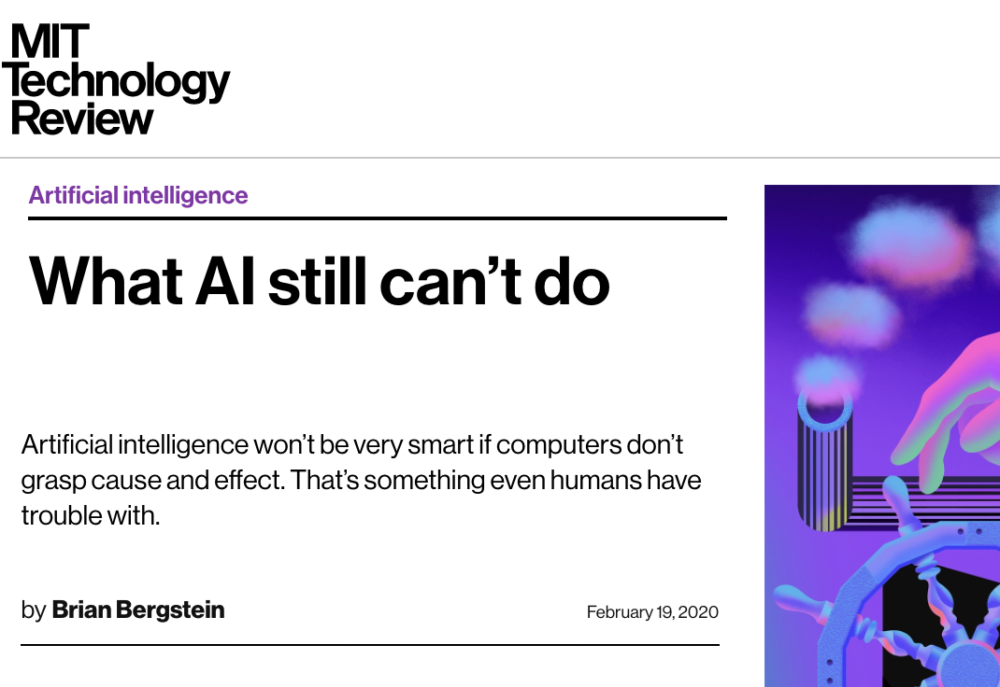 MIT
Technology
Review
Artificial intelligence
What AI still can’t do
Artificial intelligence won’t be very smart if computers don’t
grasp cause and effect. That’s something even humans have
trouble with.
by Brian Bergstein
February 19, 2020